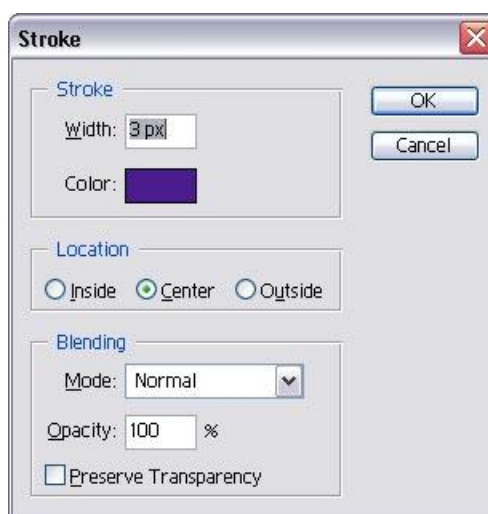 Stroke
Stroke
OK
Width: 3 px
Cancel
Color:
Location
Inside Center Outside
Blending
Mode: Normal
Opacity: 100 %
Preserve Transparency